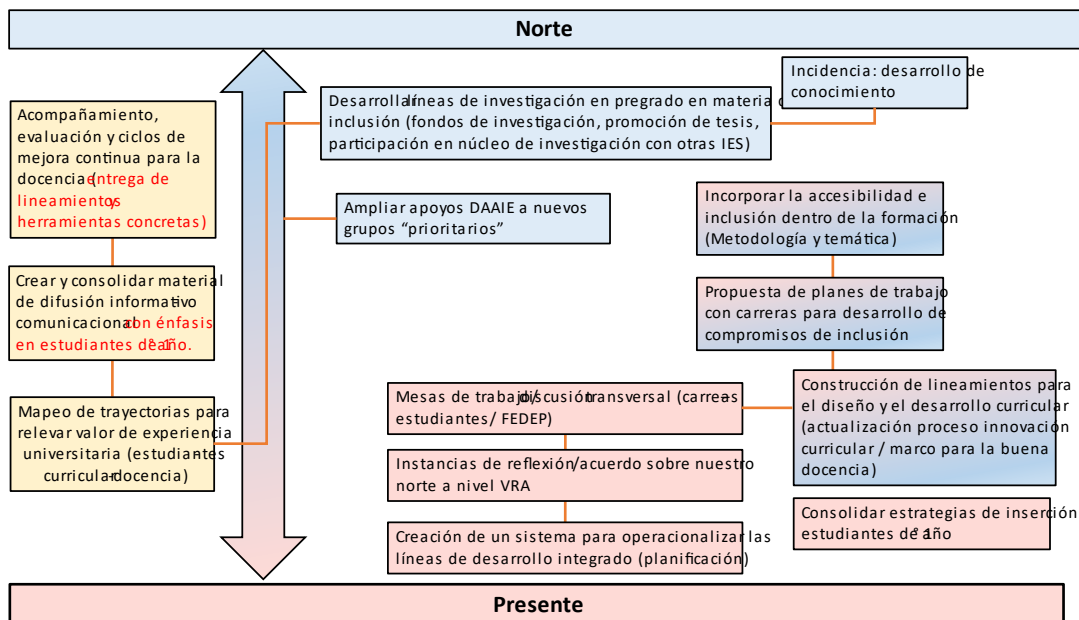 Norte
Incidencia: desarrollo de
conocimiento
Desarrollar líneas de investigación en pregrado en materia d
inclusión (fondos de investigación, promoción de tesis,
participación en núcleo de investigación con otras IES)
Acompañamiento,
evaluación y ciclos de
mejora continua para la
docencia (entrega de
lineamientos y
herramientas concretas)
Ampliar apoyos DAAIE a nuevos
grupos “prioritarios”
Incorporar la accesibilidad e
inclusión dentro de la formación
(Metodología y temática)
Crear y consolidar material
de difusión informativo
comunicacional con énfasis
en estudiantes de 1° año.
Propuesta de planes de trabajo
con carreras para desarrollo de
compromisos de inclusión
Mapeo de trayectorias para
relevar valor de experiencia
universitaria (estudiantes
curricular-docencia)
Mesas de trabajo/discusión transversal (carreras-
estudiantes/ FEDEP)
Construcción de lineamientos para
el diseño y el desarrollo curricular
(actualización proceso innovación
curricular / marco para la buena
docencia)
Instancias de reflexión/acuerdo sobre nuestro
norte a nivel VRA
Consolidar estrategias de inserción
estudiantes de 1° año
Creación de un sistema para operacionalizar las
líneas de desarrollo integrado (planificación)
Presente